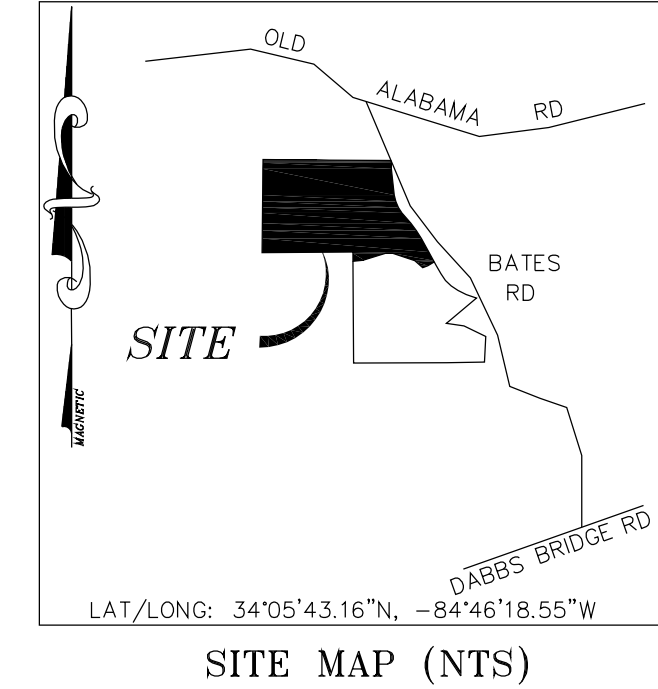 OLD
ALABAMA RD
BATES
RD
SITE
MAGNETIC
DABBS BRIDGE RD
LAT/LONG: 34°05'43.16"N, -84°46'18.55"W
SITE MAP (NTS)